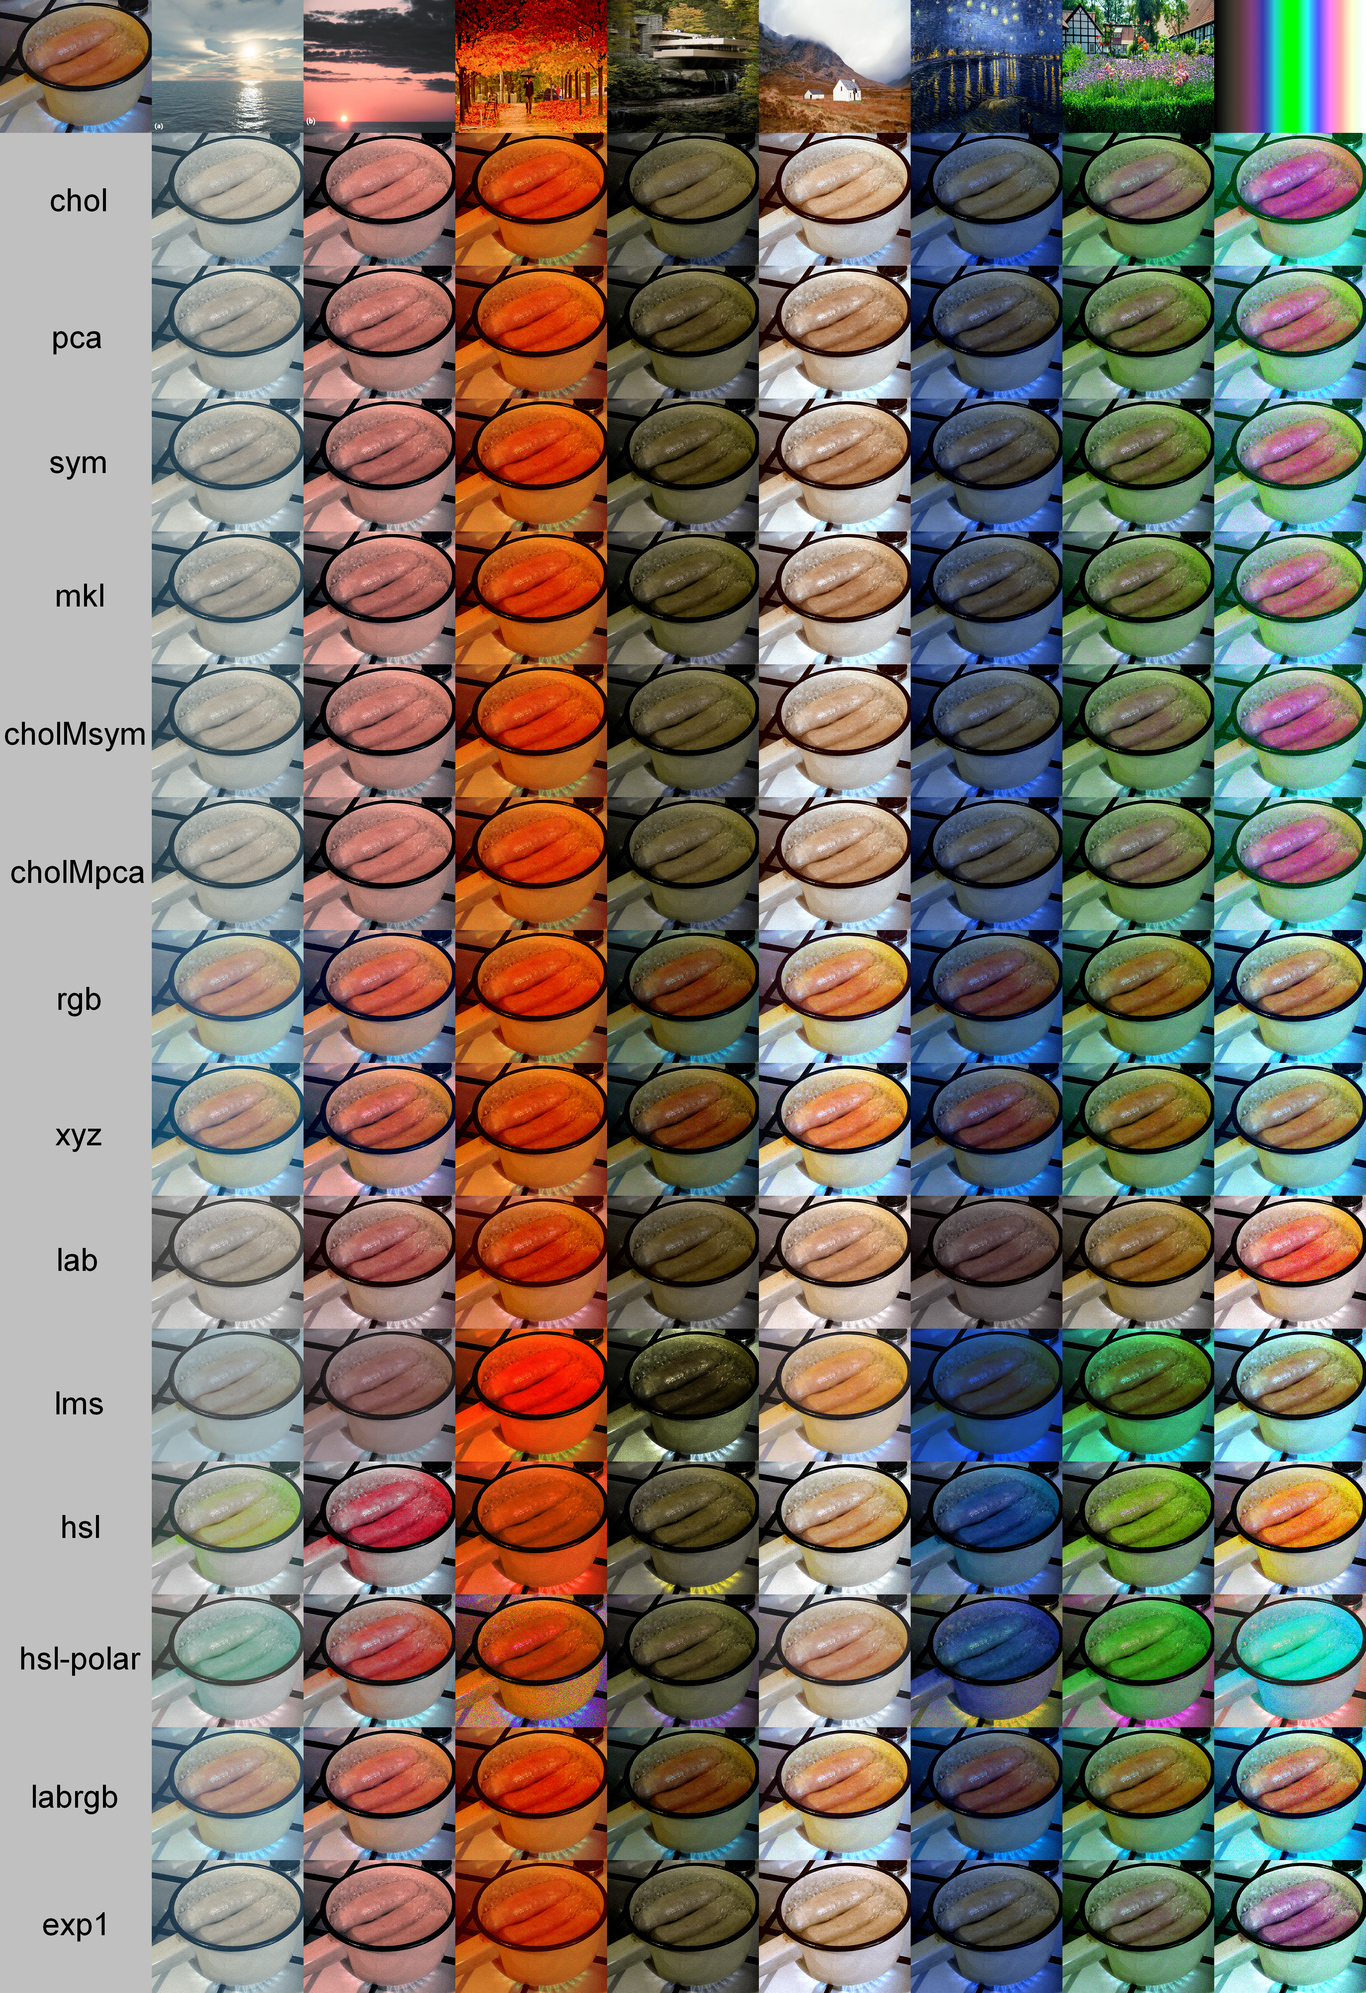 (a)
(b)
chol
pca
sym
mkl
cholMsym
cholMpca
rgb
xyz
lab
lms
hsl
hsl-polar
labrgb
exp1